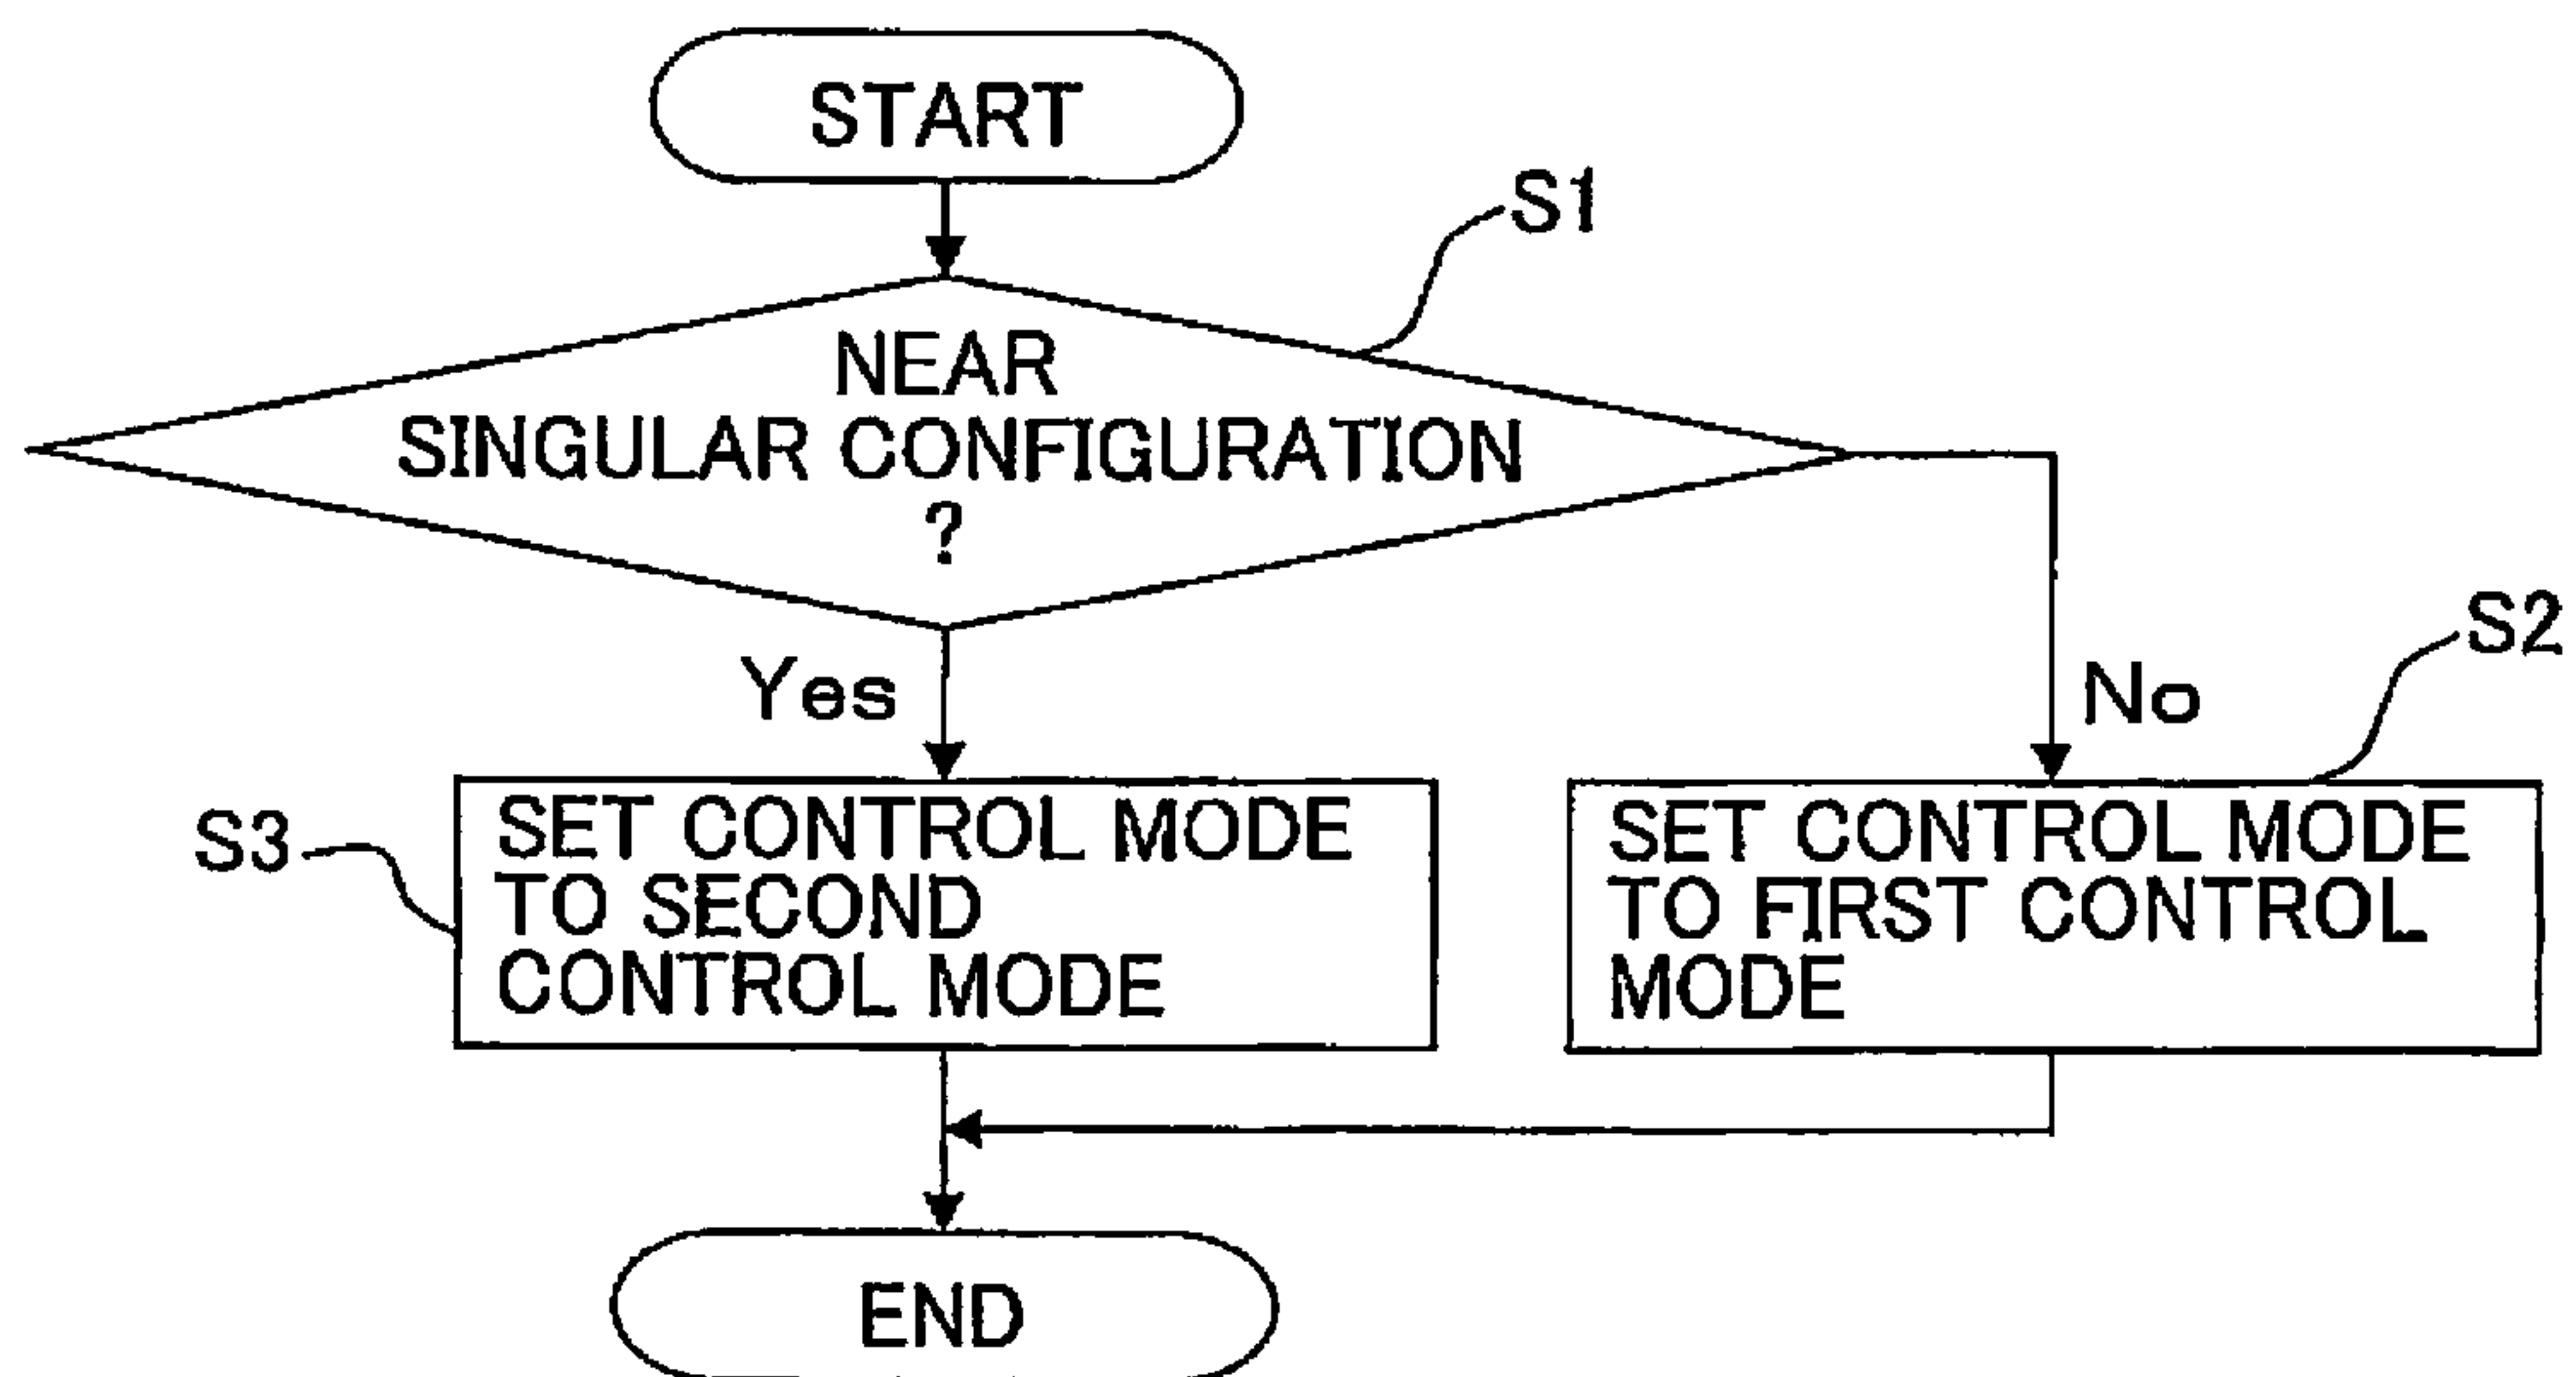 START
S1
NEAR
SINGULAR CONFIGURATION
?
Yes
No
S2
S3
SET CONTROL MODE
TO SECOND
CONTROL MODE
SET CONTROL MODE
TO FIRST CONTROL
MODE
END